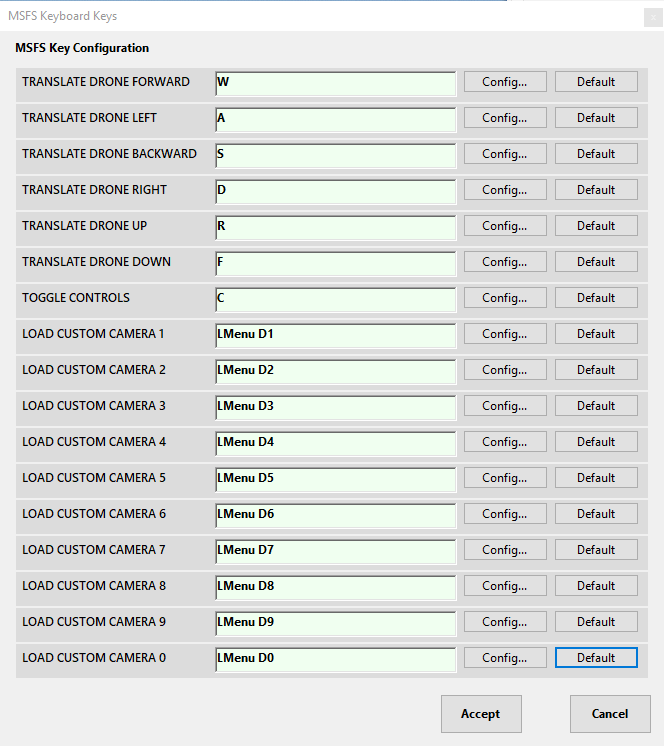 MSFS Keyboard Keys
x
MSFS Key Configuration
TRANSLATE DRONE FORWARD W Config... Default
TRANSLATE DRONE LEFT A Config... Default
TRANSLATE DRONE BACKWARD S Config... Default
TRANSLATE DRONE RIGHT D Config... Default
TRANSLATE DRONE UP R Config... Default
TRANSLATE DRONE DOWN F Config... Default
TOGGLE CONTROLS C Config... Default
LOAD CUSTOM CAMERA 1 LMenu D1 Config... Default
LOAD CUSTOM CAMERA 2 LMenu D2 Config... Default
LOAD CUSTOM CAMERA 3 LMenu D3 Config... Default
LOAD CUSTOM CAMERA 4 LMenu D4 Config... Default
LOAD CUSTOM CAMERA 5 LMenu D5 Config... Default
LOAD CUSTOM CAMERA 6 LMenu D6 Config... Default
LOAD CUSTOM CAMERA 7 LMenu D7 Config... Default
LOAD CUSTOM CAMERA 8 LMenu D8 Config... Default
LOAD CUSTOM CAMERA 9 LMenu D9 Config... Default
LOAD CUSTOM CAMERA 0 LMenu D0 Config... Default
Accept Cancel